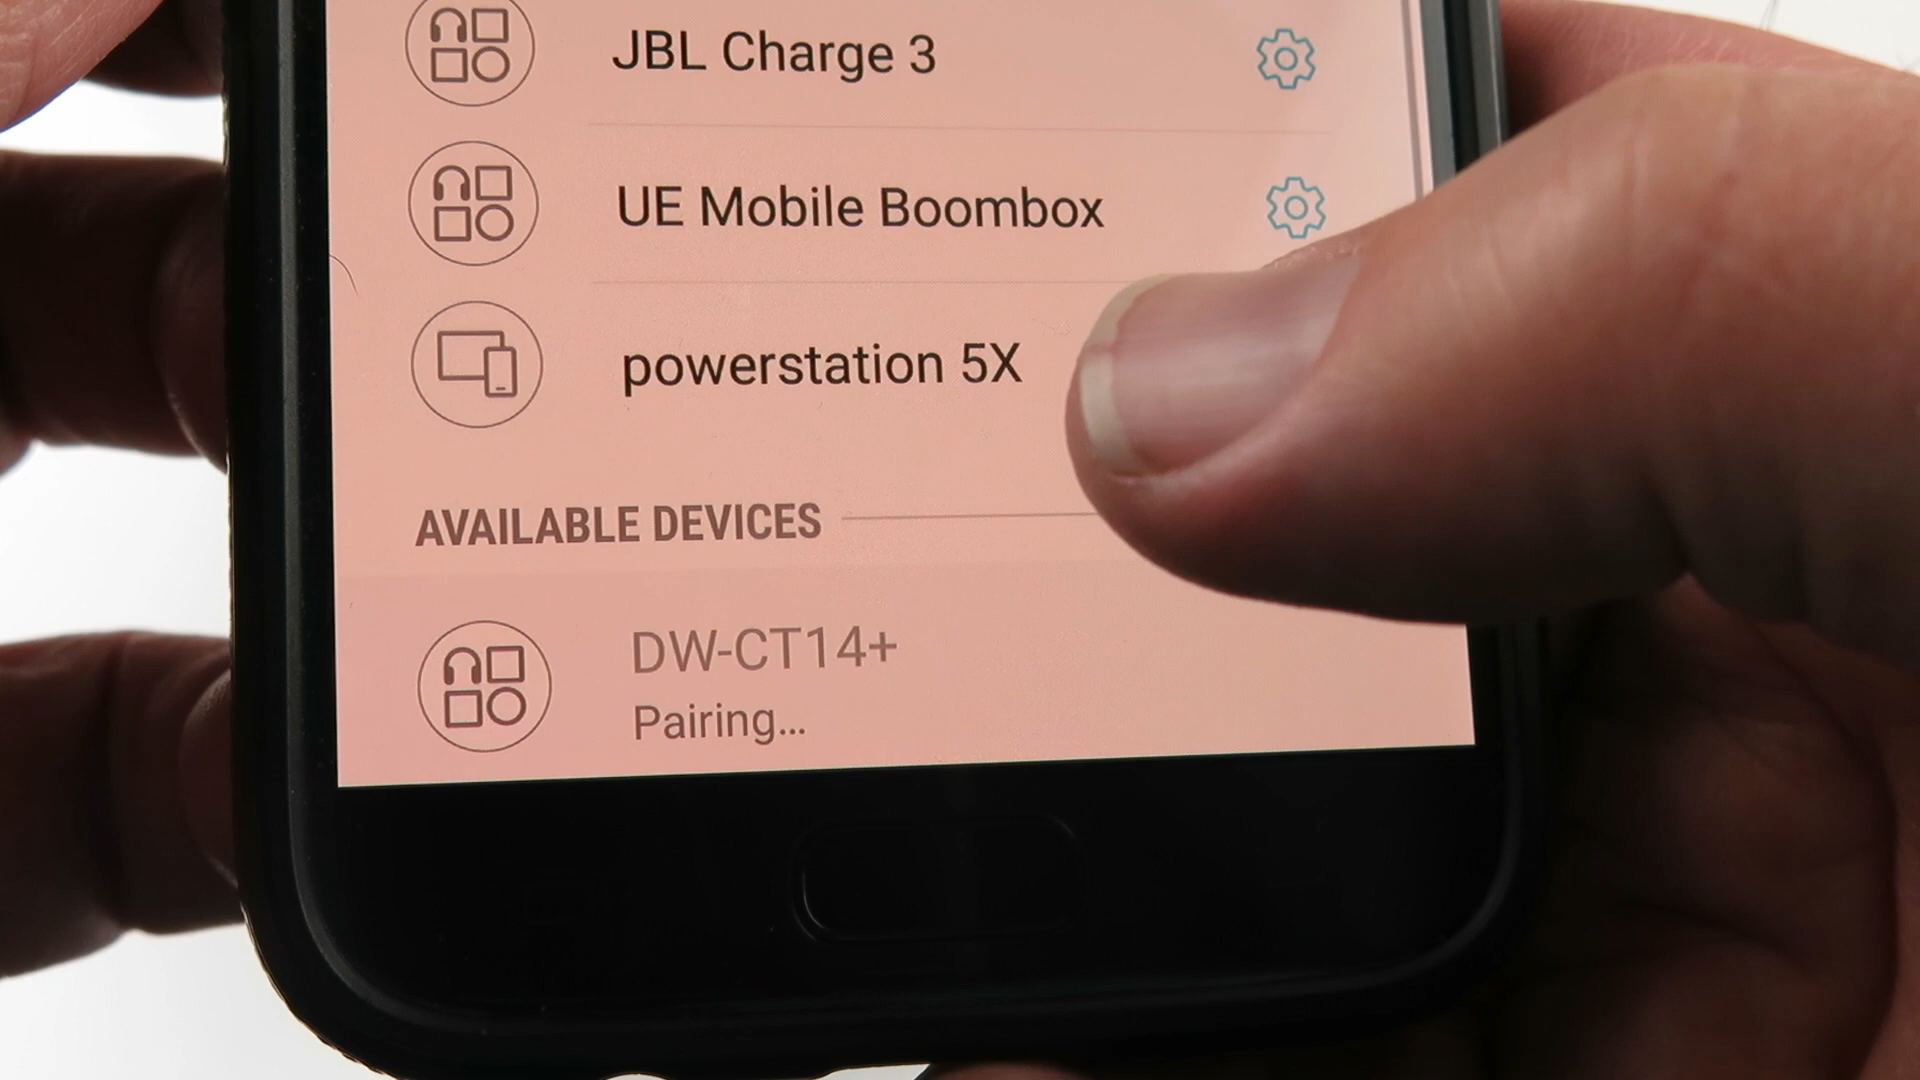 JBL Charge 3
UE Mobile Boombox
powerstation 5X
AVAILABLE DEVICES
DW-CT14+
Pairing...